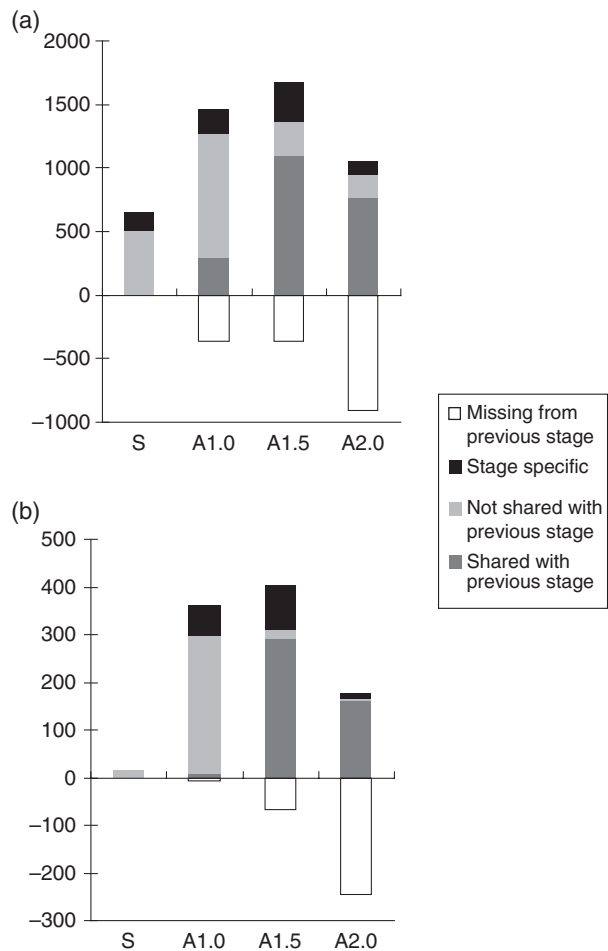 (a)
2000
1500
1000
500
0
−500
−1000
S A1.0 A1.5 A2.0
Missing from
previous stage
Stage specific
Not shared with
previous stage
Shared with
previous stage
(b)
500
400
300
200
100
0
−100
−200
−300
S A1.0 A1.5 A2.0